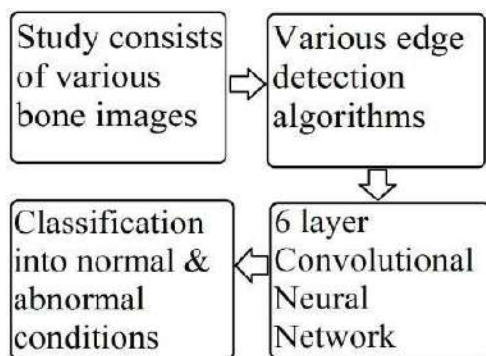 Study consists
of various
bone images
Various edge
detection
algorithms
6 layer
Convolutional
Neural
Network
Classification
into normal &
abnormal
conditions